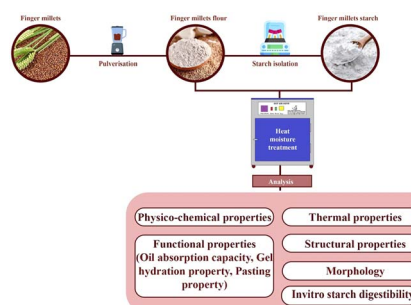 Finger millets
Finger millets flour
Finger millets starch
Pulverisation
Starch isolation
Heat
moisture
treatment
Analysis
Physico-chemical properties
Functional properties
(Oil absorption capacity, Gel
hydration property, Pasting
property)
Thermal properties
Structural properties
Morphology
Invitro starch digestibility